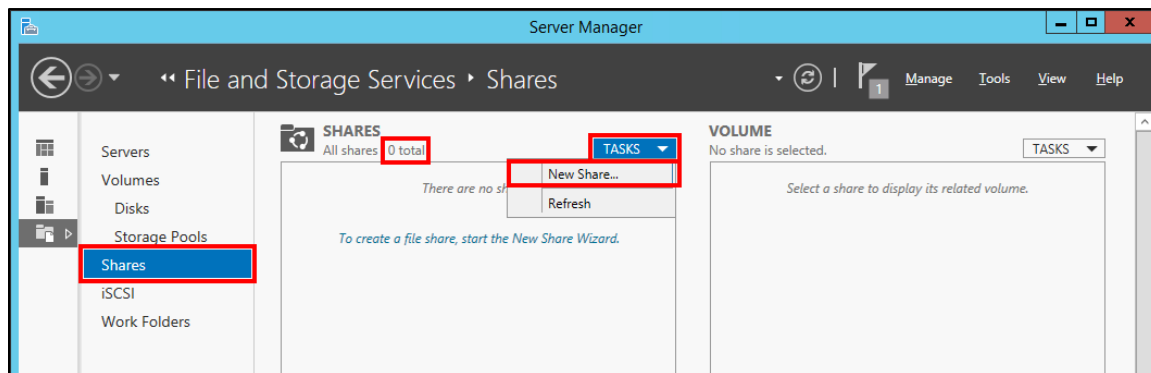 Server Manager
File and Storage Services ‣ Shares
1
Manage
Tools
View
Help
Servers
Volumes
Disks
Storage Pools
Shares
iSCSI
Work Folders
SHARES
All shares | 0 total
TASKS
There are no sh
New Share...
Refresh
To create a file share, start the New Share Wizard.
VOLUME
No share is selected.
TASKS
Select a share to display its related volume.